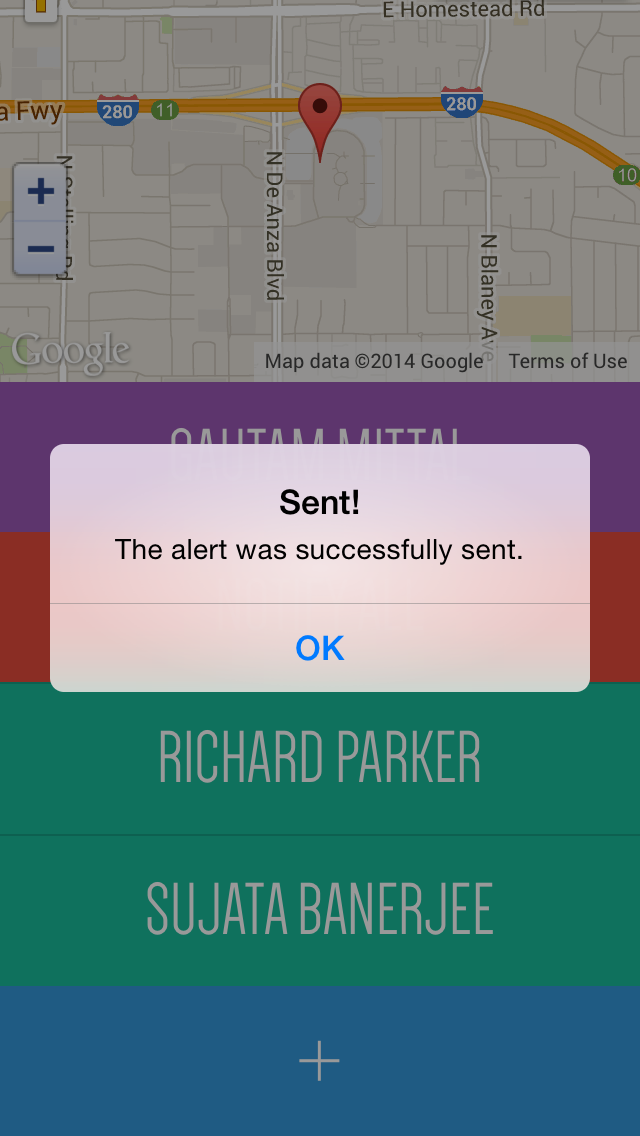 E Homestead Rd
a Fwy
280
11
280
10
N Stelling Rd
N De Anza Blvd
N Blaney Ave
+
−
Google
Map data ©2014 Google
Terms of Use
GAUTAM MITTAL
Sent!
The alert was successfully sent.
OK
RICHARD PARKER
SUJATA BANERJEE
+